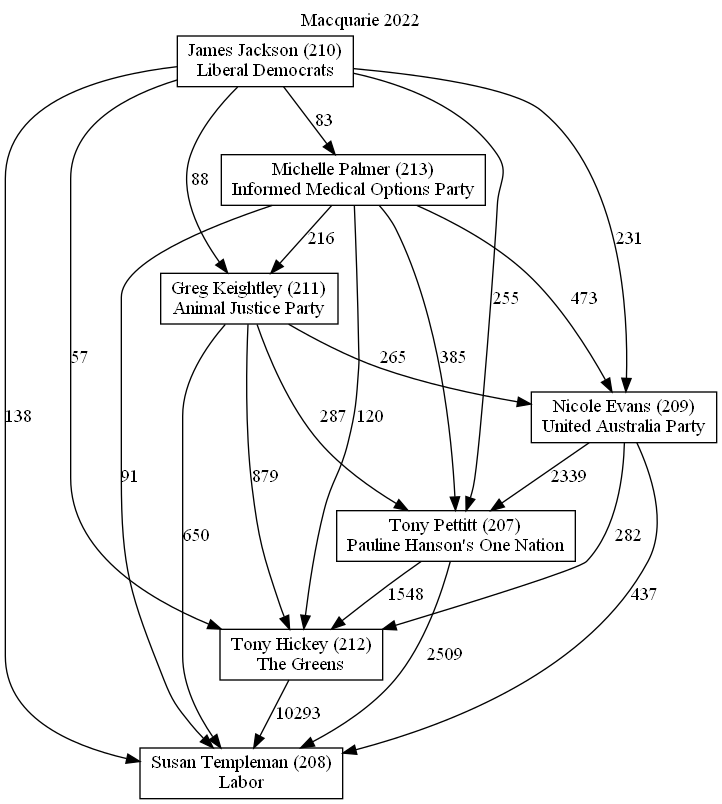 Macquarie 2022
James Jackson (210)
Liberal Democrats
83
Michelle Palmer (213)
Informed Medical Options Party
88
216
231
Greg Keightley (211)
Animal Justice Party
255
473
57
265
385
138
91
287
120
879
Nicole Evans (209)
United Australia Party
2339
650
Tony Pettitt (207)
Pauline Hanson's One Nation
282
1548
437
Tony Hickey (212)
The Greens
2509
10293
Susan Templeman (208)
Labor